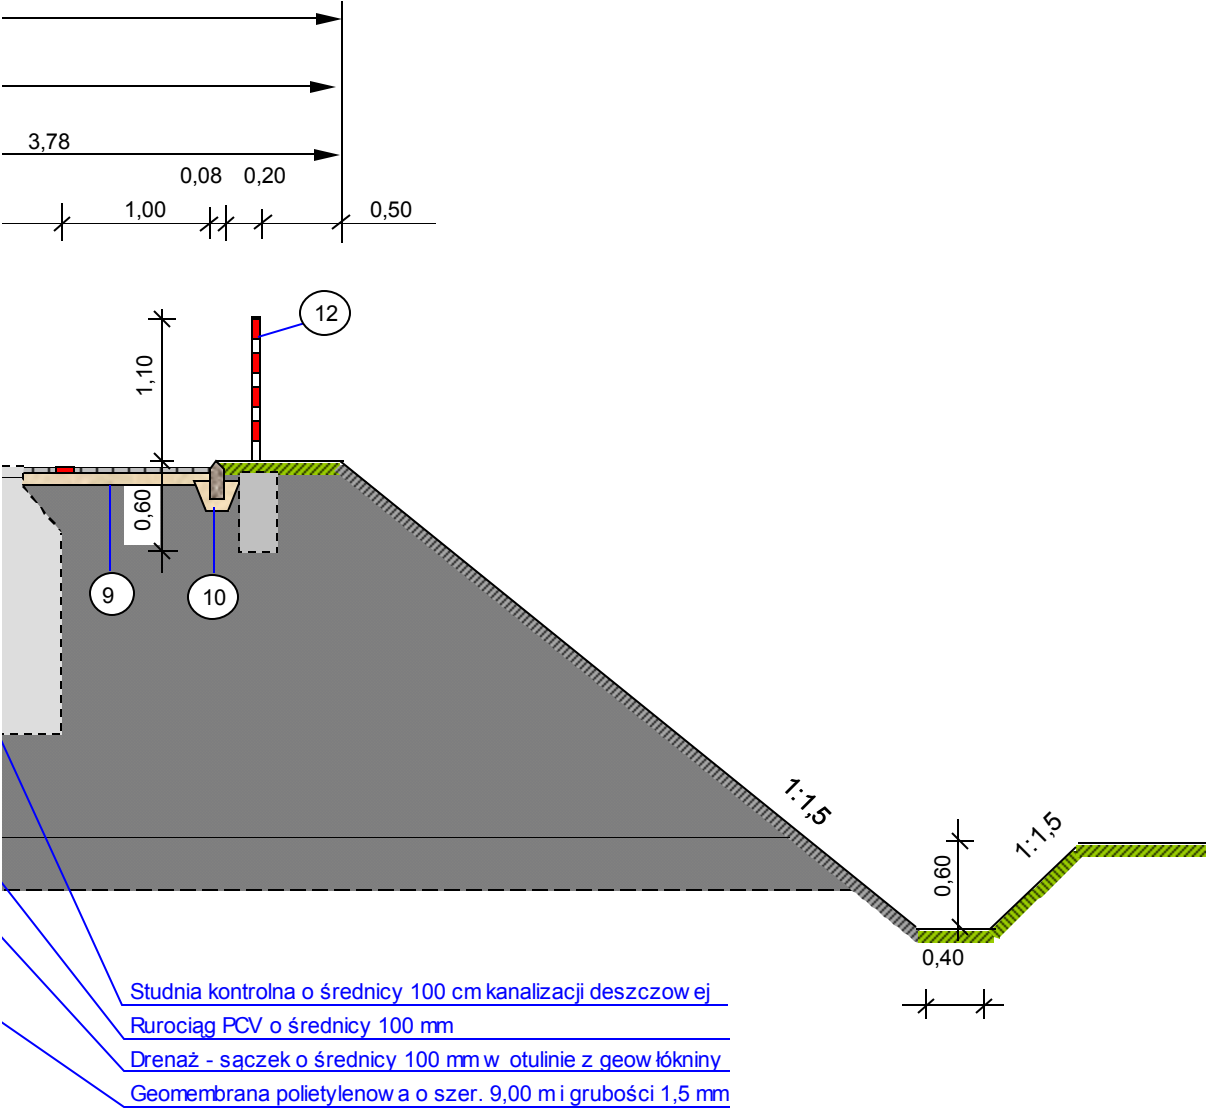 3,78
0,08 0,20
1,00 0,50
12
1,10
0,60
9 10
1:1,5
1:1,5
0,60
0,40
Studnia kontrolna o średnicy 100 cm kanalizacji deszczowej
Rurociąg PCV o średnicy 100 mm
Drenaż - sączek o średnicy 100 mm w otulinie z geowłókniny
Geomembrana polietylenowa o szer. 9,00 m i grubości 1,5 mm